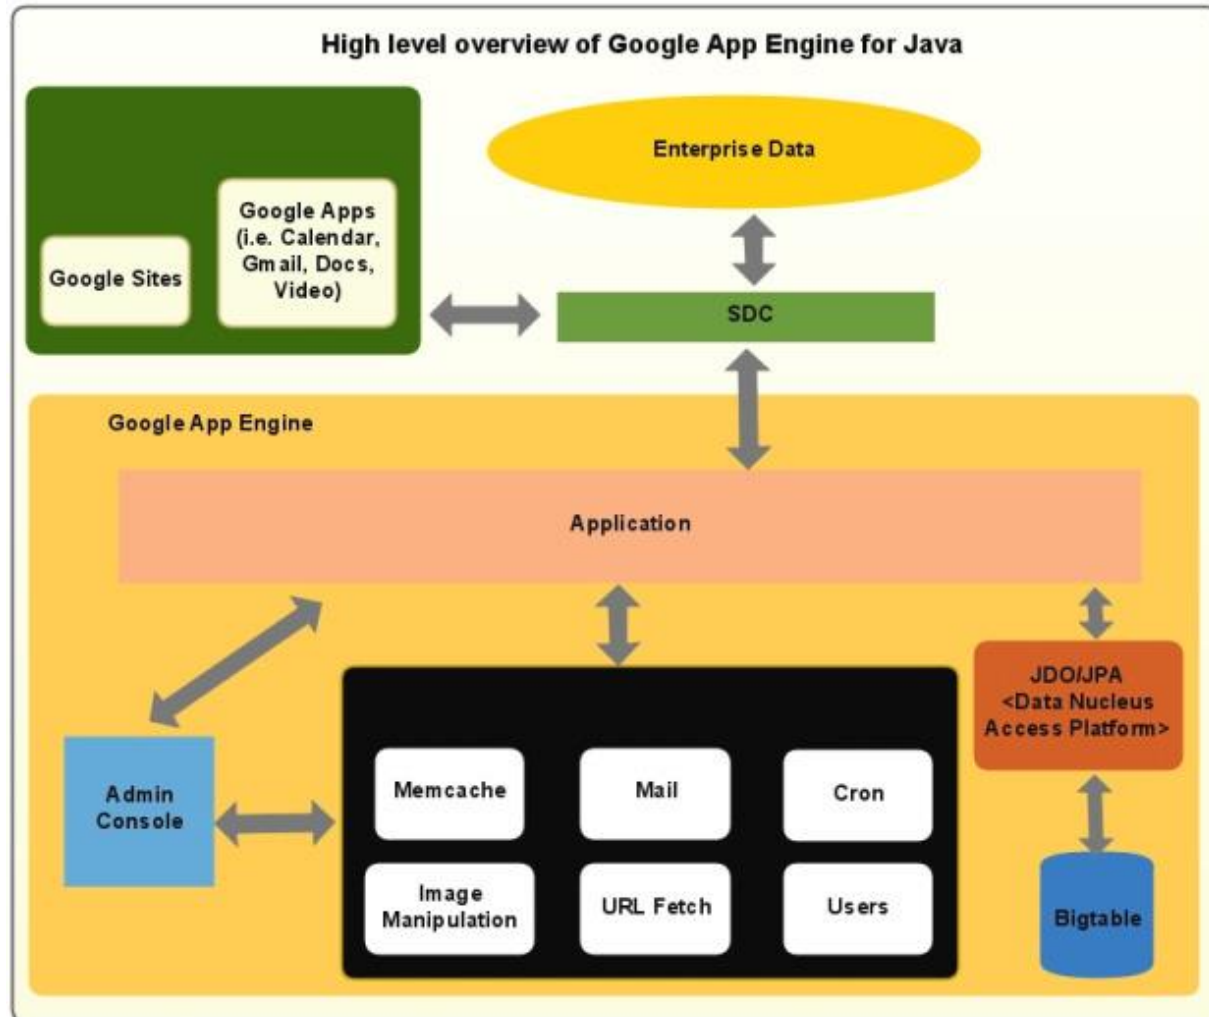 High level overview of Google App Engine for Java
Enterprise Data
Google Apps
(i.e. Calendar,
Gmail, Docs,
Video)
Google Sites
SDC
Google App Engine
Application
JDO/JPA
<Data Nucleus
Access Platform>
Admin
Console
Memcache
Mail
Cron
Image
Manipulation
URL Fetch
Users
Bigtable